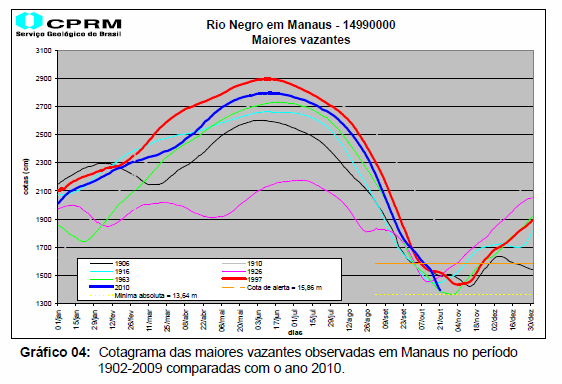 CPRM
Serviço Geológico do Brasil
Rio Negro em Manaus - 14990000
Maiores vazantes
3100
2900
2700
2500
2300
2100
1900
1700
1500
1300
cotas (cm)
1906 1910
1916 1926
1963 1997
2010 Cota de alerta = 15,86 m
Mínima absoluta = 13,64 m
01/jan 15/jan 29/jan 12/fev 26/fev 11/mar 25/mar 08/abr 22/abr 06/mai 20/mai 03/jun 17/jun 01/jul 15/jul 29/jul 12/ago 26/ago 09/set 23/set 07/out 21/out 04/nov 18/nov 02/dez 16/dez 30/dez
dias
Gráfico 04: Cotagrama das maiores vazantes observadas em Manaus no período
1902-2009 comparadas com o ano 2010.